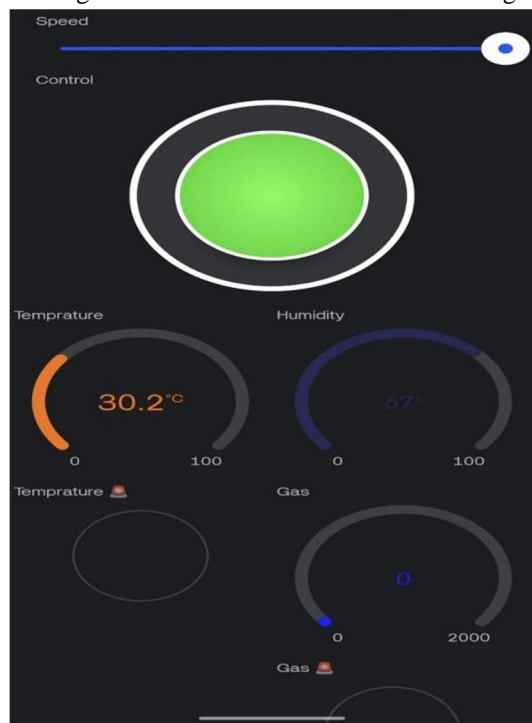 Speed
Control
Temprature
Humidity
30.2°C
67%
0
100
0
100
Temprature 🚨
Gas
0
0
2000
Gas 🚨